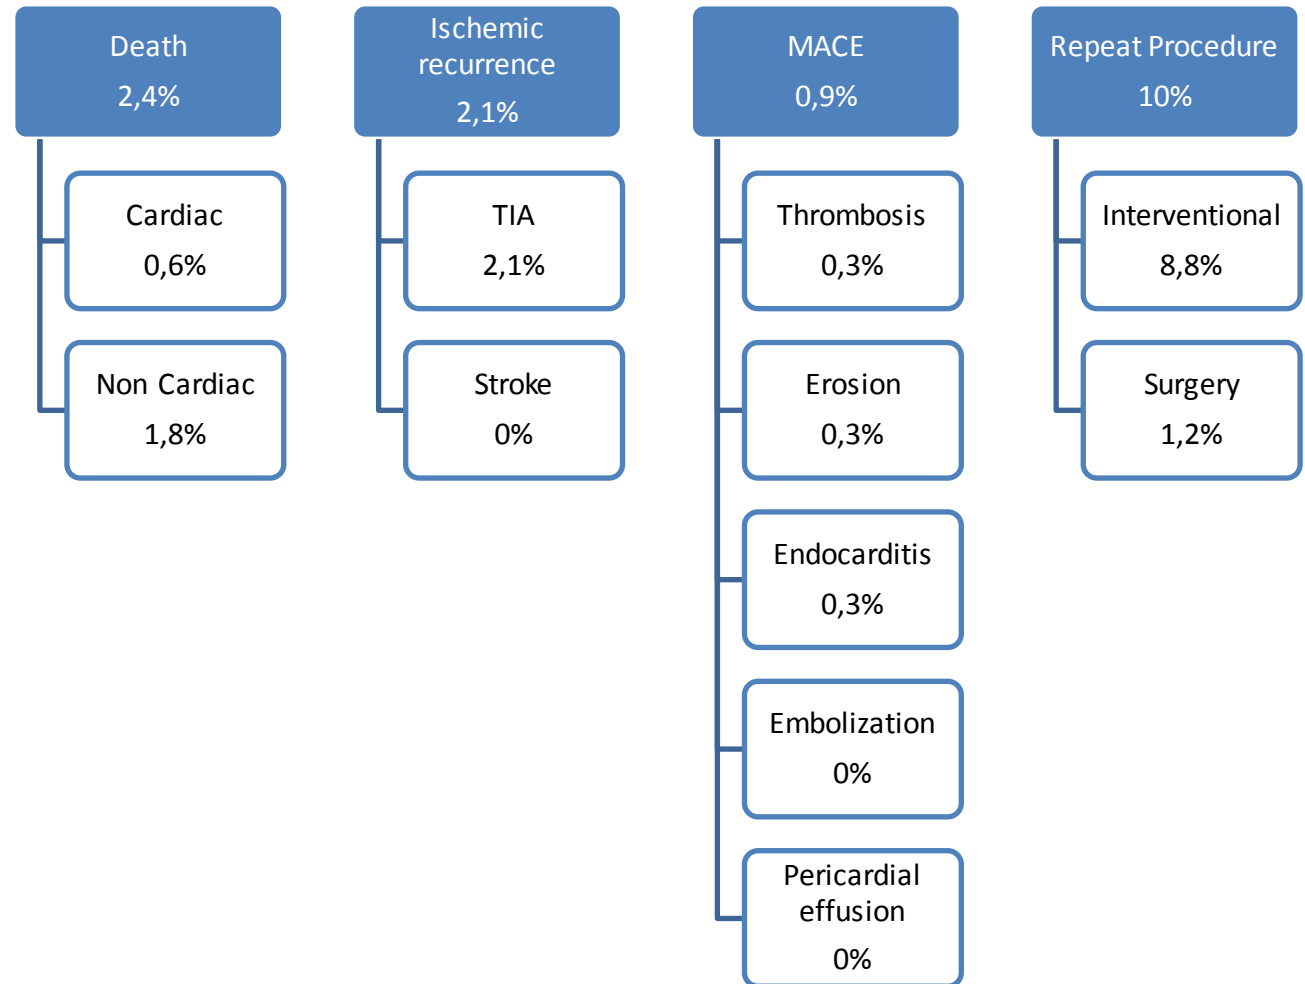 Death
2,4%
Cardiac
0,6%
Non Cardiac
1,8%
Ischemic
recurrence
2,1%
TIA
2,1%
Stroke
0%
MACE
0,9%
Thrombosis
0,3%
Erosion
0,3%
Endocarditis
0,3%
Embolization
0%
Pericardial
effusion
0%
Repeat Procedure
10%
Interventional
8,8%
Surgery
1,2%